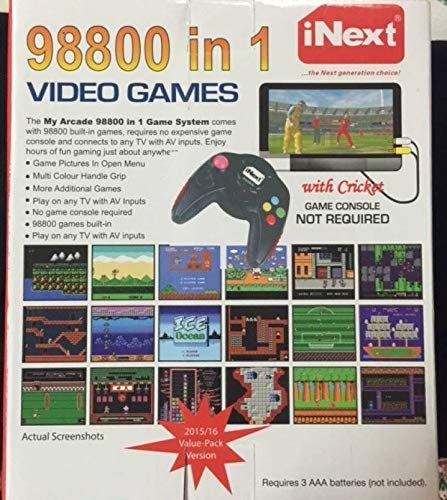 98800 in 1
VIDEO GAMES
iNext®
...the Next generation choice!
The My Arcade 98800 in 1 Game System comes
with 98800 built-in games, requires no expensive game
console and connects to any TV with AV inputs. Enjoy
hours of fun gaming just about
• Game Pictures In Open Menu
• Multi Colour Handle Grip
• More Additional Games
• Play on any TV with AV Inputs
• No game console required
• 98800 games built-in
• Play on any TV with AV inputs
iNext
with Cricket
GAME CONSOLE
NOT REQUIRED
ICE
Ocean
Actual Screenshots
2015/16
Value-Pack
Version
Requires 3 AAA batteries (not included).